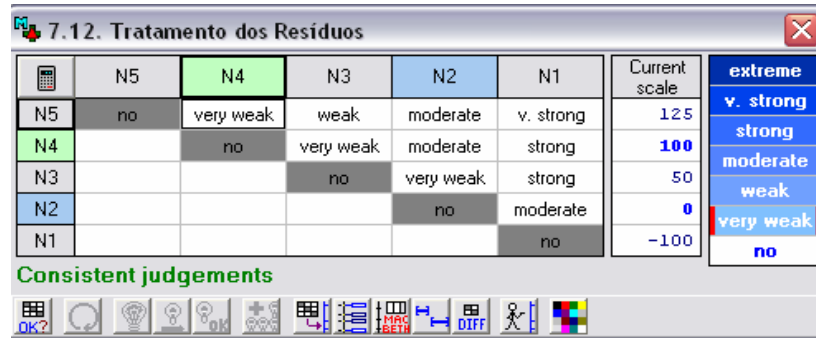 7.12. Tratamento dos Resíduos
N5 N4 N3 N2 N1 Current scale extreme
v. strong
N5 no very weak weak moderate v. strong 125
strong
N4 no very weak moderate strong 100
moderate
N3 no very weak strong 50
weak
N2 no moderate 0
very weak
N1 no -100
no
Consistent judgements
OK? OK MAC BETH DIFF